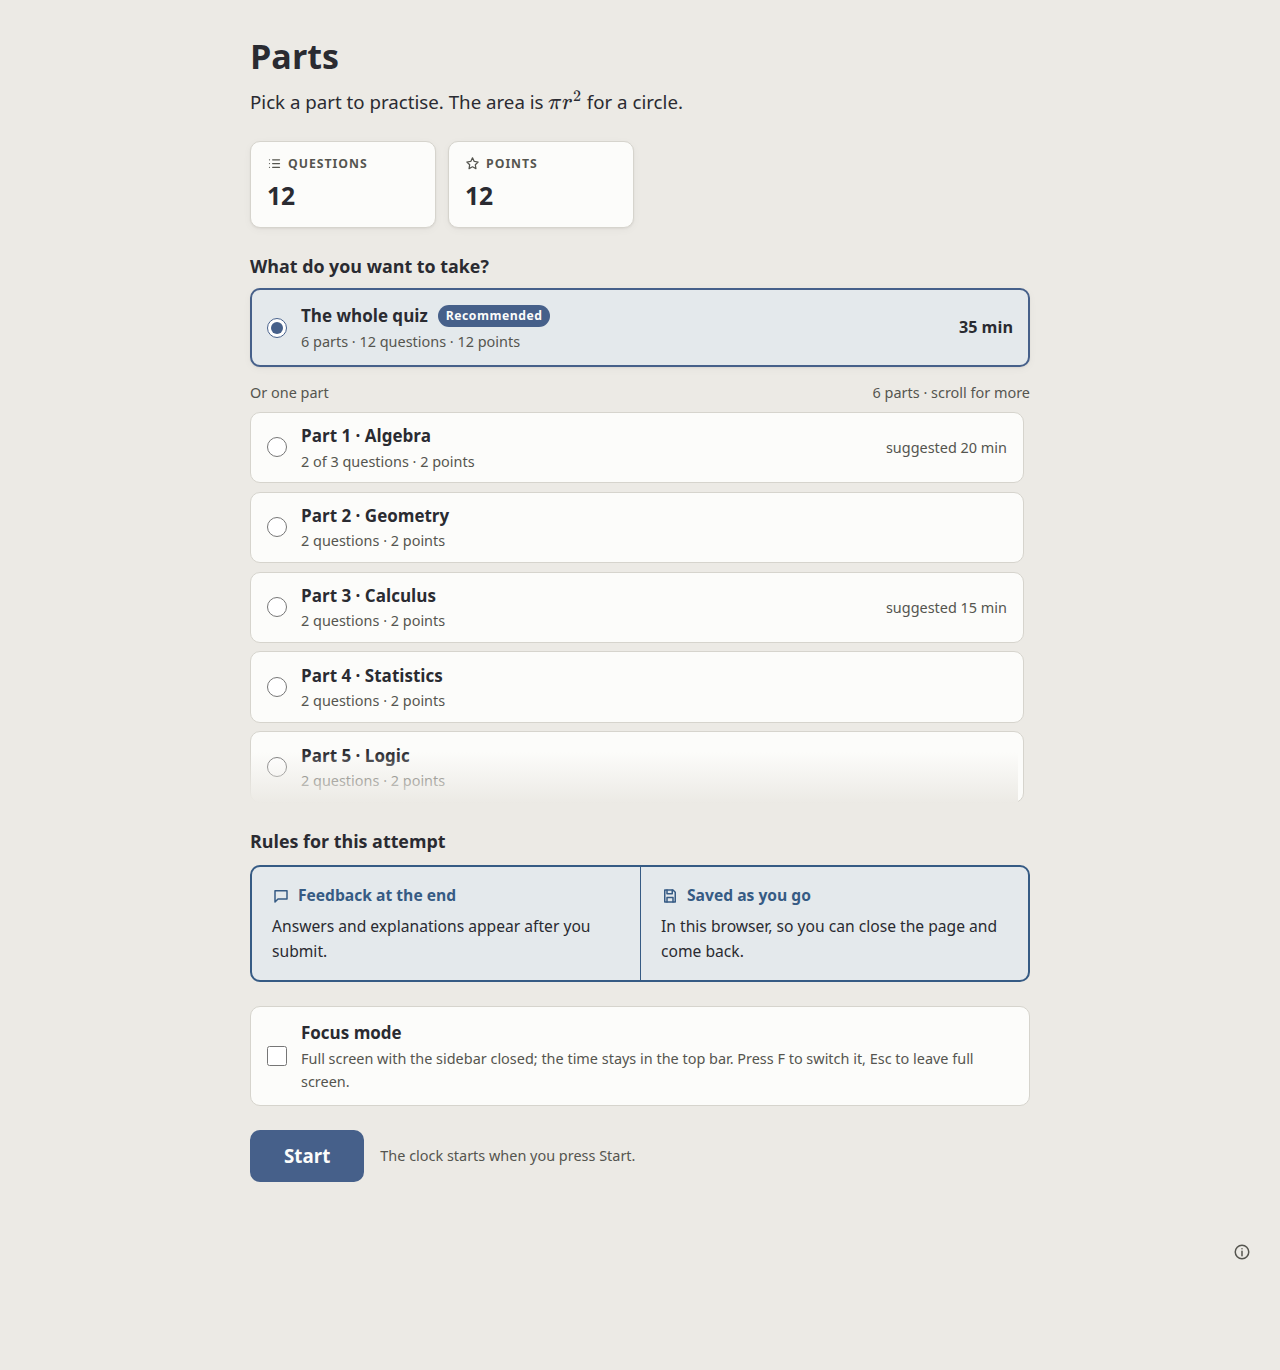 Parts
Pick a part to practise. The area is πr² for a circle.
QUESTIONS
12
POINTS
12
What do you want to take?
The whole quiz Recommended
6 parts · 12 questions · 12 points
35 min
Or one part
6 parts · scroll for more
Part 1 · Algebra
2 of 3 questions · 2 points
suggested 20 min
Part 2 · Geometry
2 questions · 2 points
Part 3 · Calculus
2 questions · 2 points
suggested 15 min
Part 4 · Statistics
2 questions · 2 points
Part 5 · Logic
2 questions · 2 points
Rules for this attempt
Feedback at the end
Answers and explanations appear after you
submit.
Saved as you go
In this browser, so you can close the page and
come back.
Focus mode
Full screen with the sidebar closed; the time stays in the top bar. Press F to switch it, Esc to leave full
screen.
Start
The clock starts when you press Start.